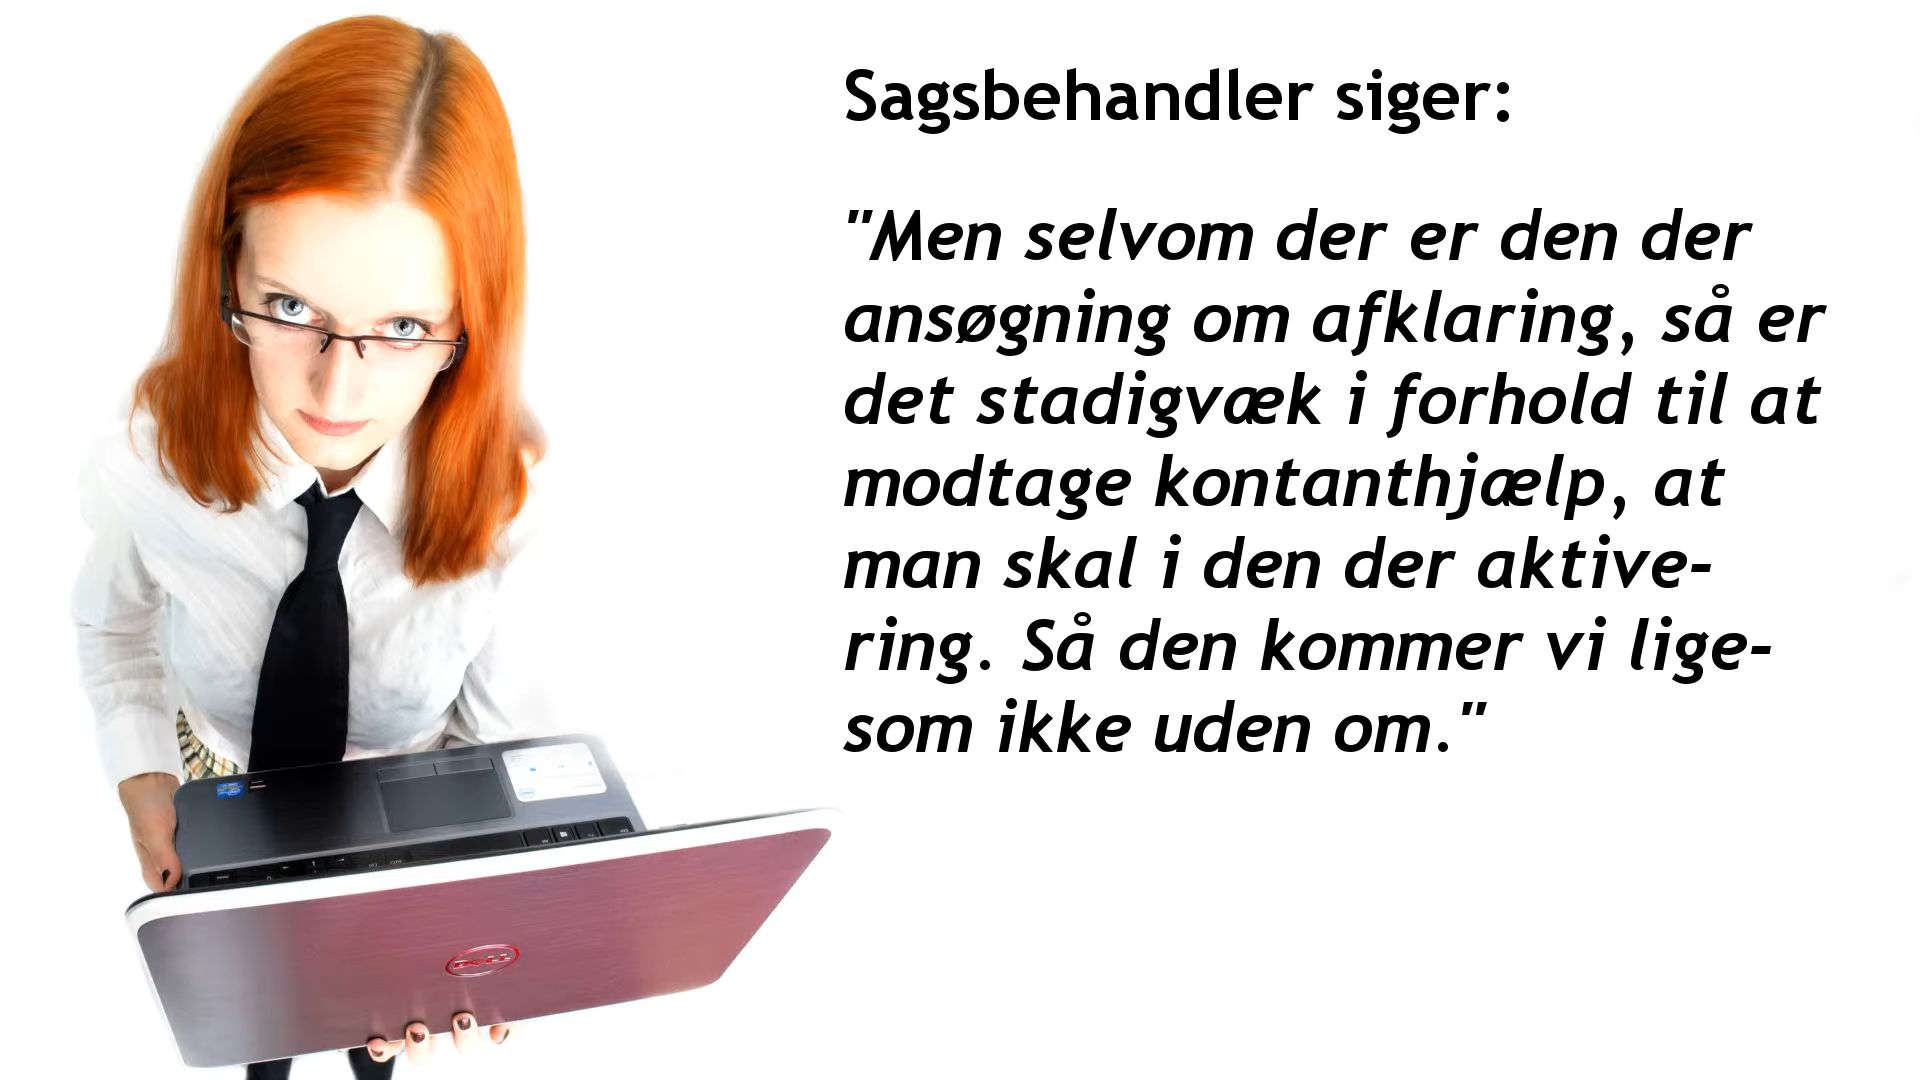 Sagsbehandler siger:
"Men selvom der er den der
ansøgning om afklaring, så er
det stadigvæk i forhold til at
modtage kontanthjælp, at
man skal i den der aktive-
ring. Så den kommer vi lige-
som ikke uden om."
DELL